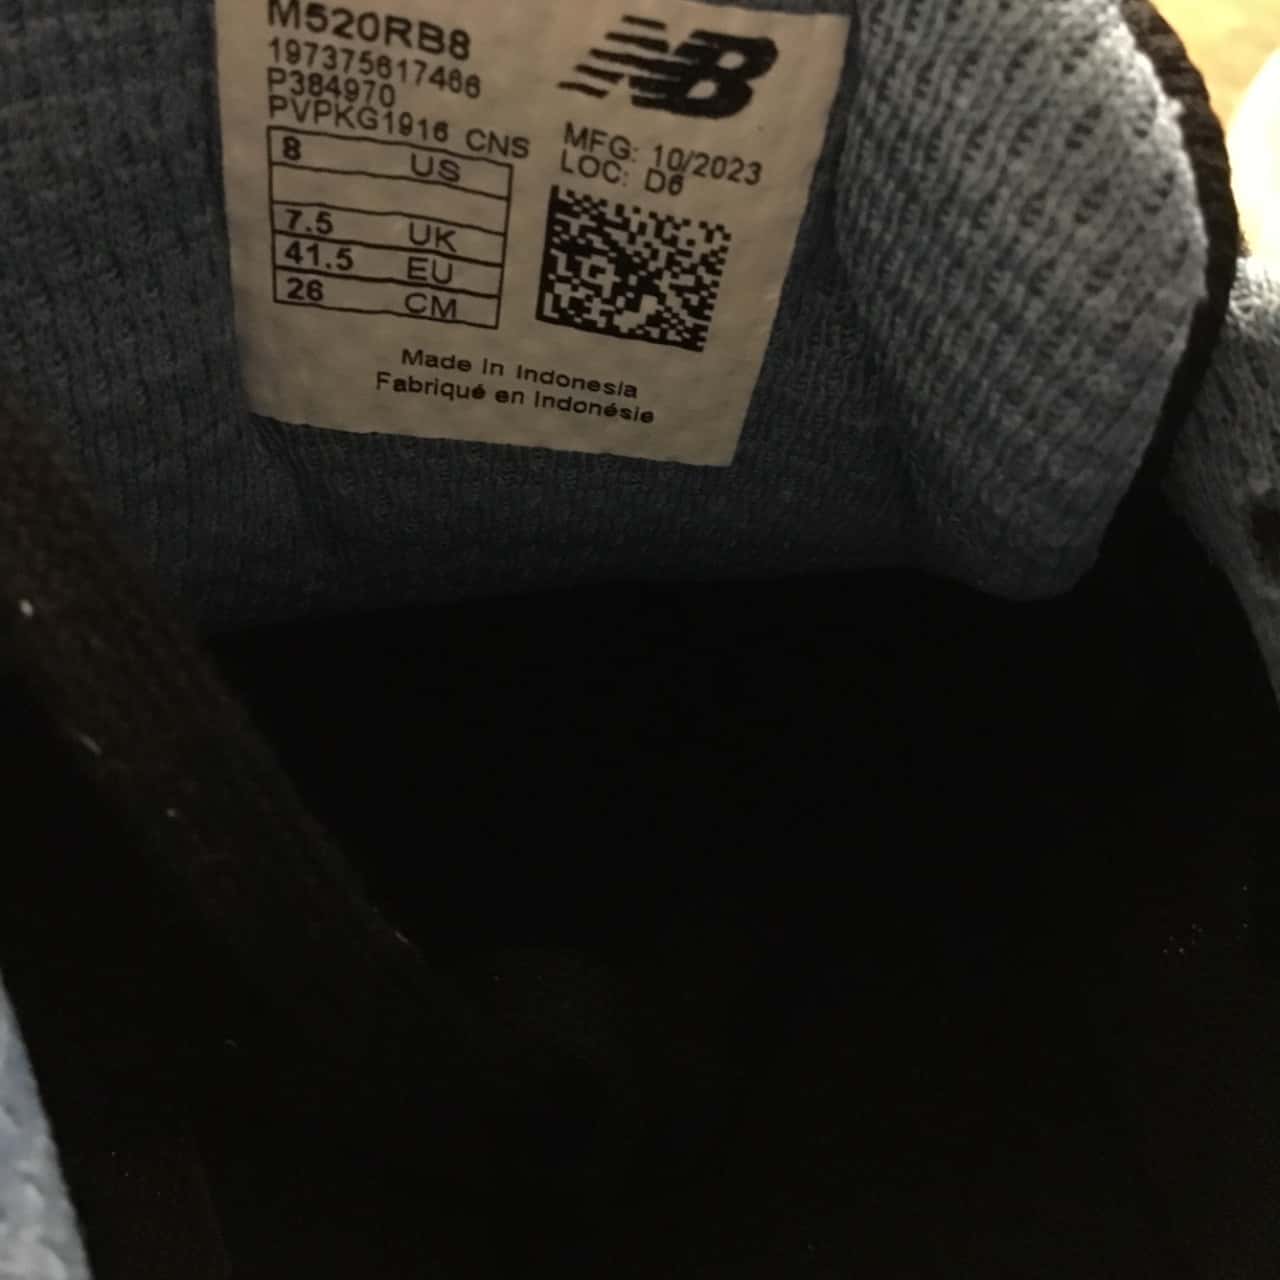 M520RB8
197375617466
P384970
PVPKG1916 CNS
NB
MFG: 10/2023
LOC: D6
8 US
7.5 UK
41.5 EU
26 CM
Made in Indonesia
Fabriqué en Indonésie